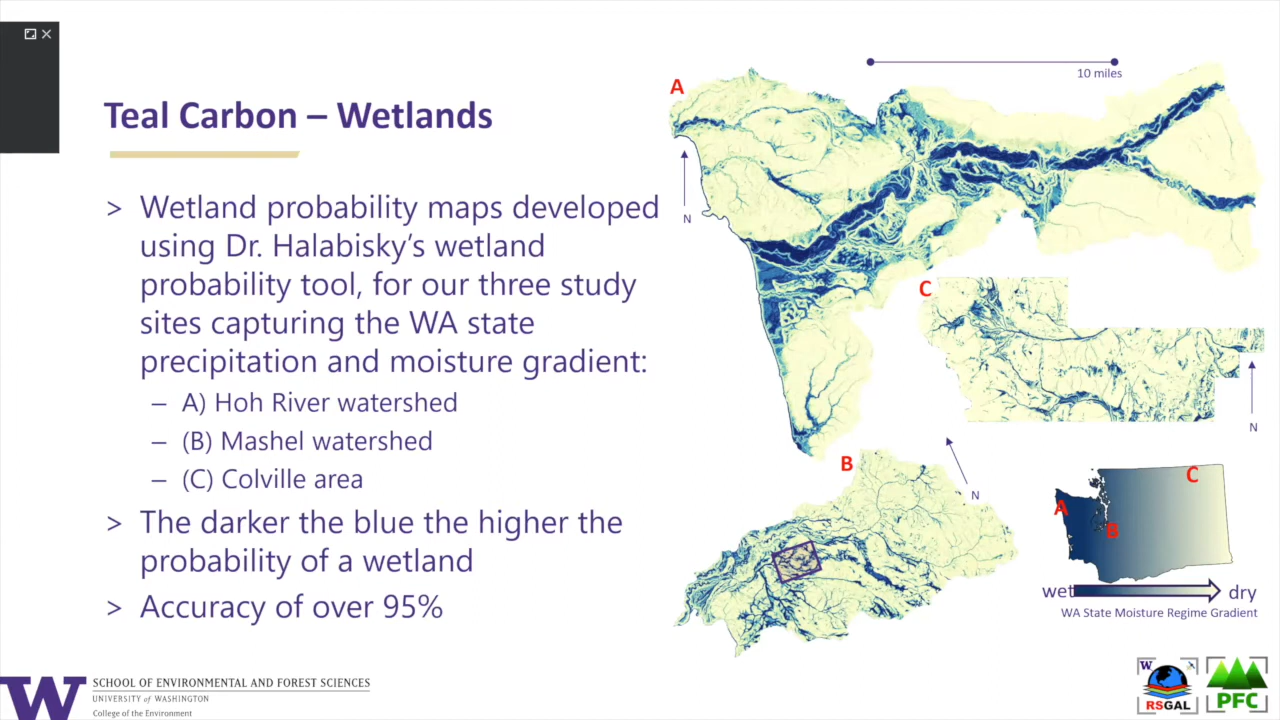 Teal Carbon – Wetlands
> Wetland probability maps developed
using Dr. Halabisky’s wetland
probability tool, for our three study
sites capturing the WA state
precipitation and moisture gradient:
– A) Hoh River watershed
– (B) Mashel watershed
– (C) Colville area
> The darker the blue the higher the
probability of a wetland
> Accuracy of over 95%
10 miles
A
N
C
N
B
N
C
A
B
wet
dry
WA State Moisture Regime Gradient
W
SCHOOL OF ENVIRONMENTAL AND FOREST SCIENCES
UNIVERSITY of WASHINGTON
College of the Environment
W
RSGAL
PFC